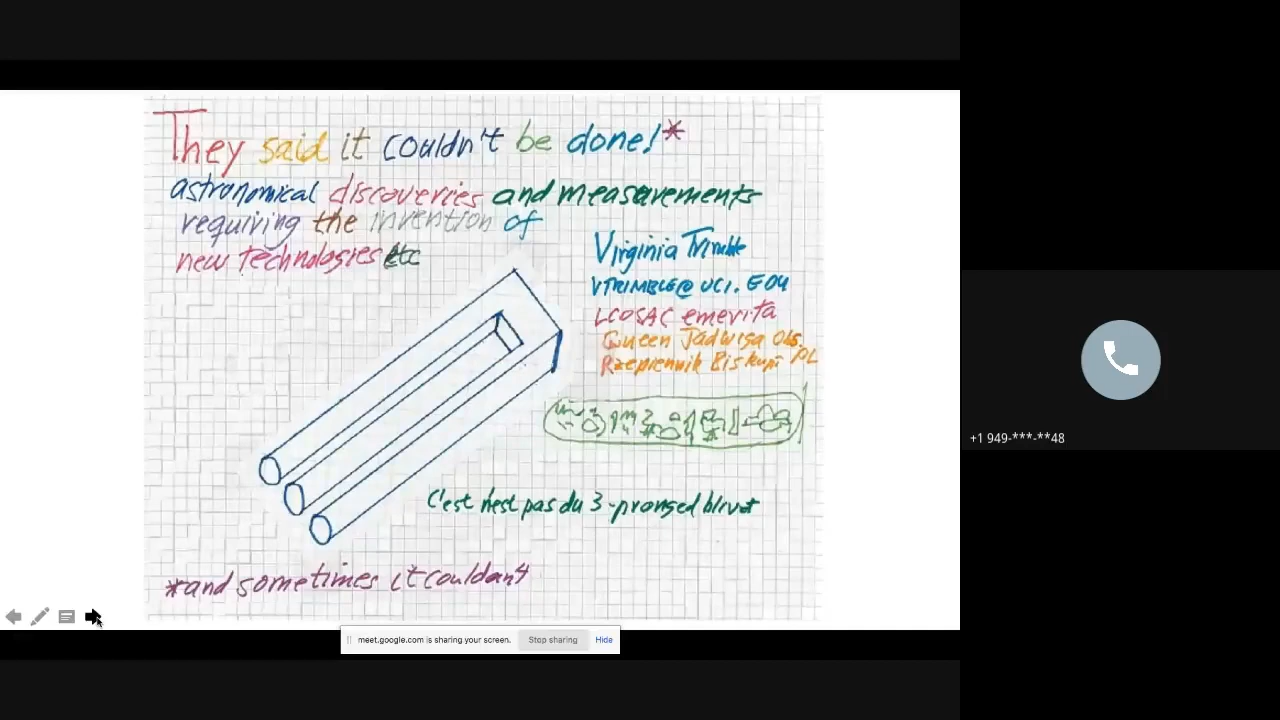 They said it couldn't be done!*
astronomical discoveries and measurements
requiring the invention of
new technologies etc
Virginia Trimble
VTRIMBLE@UCI.EDU
LCOSAC emerita
Queen Jadwiga Obs.
Rzepiennik Biskupi PL
C'est n'est pas du 3-pronged blivet
*and sometimes it couldn't
meet.google.com is sharing your screen.
Stop sharing
Hide
+1 949-***-**48